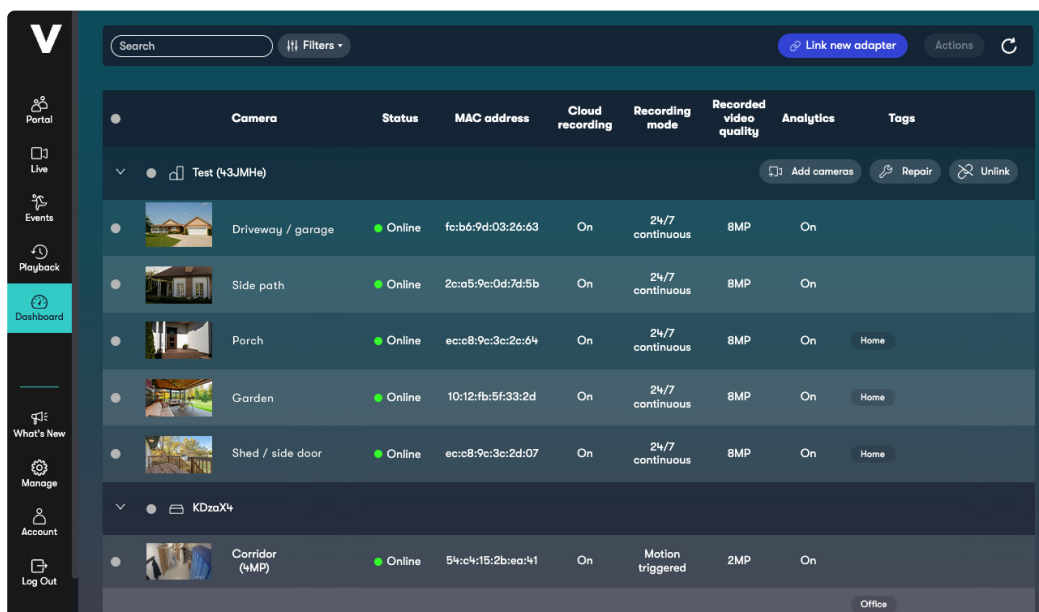 V
Search
Filters
Link new adapter
Actions
Portal
Live
Events
Playback
Dashboard
What's New
Manage
Account
Log Out
Camera
Status
MAC address
Cloud
recording
Recording
mode
Recorded
video
quality
Analytics
Tags
Test (43JMHe)
Add cameras
Repair
Unlink
Driveway / garage
Online
fc:b6:9d:03:26:63
On
24/7
continuous
8MP
On
Side path
Online
2c:a5:9c:0d:7d:5b
On
24/7
continuous
8MP
On
Porch
Online
ec:c8:9c:3c:2c:64
On
24/7
continuous
8MP
On
Home
Garden
Online
10:12:fb:5f:33:2d
On
24/7
continuous
8MP
On
Home
Shed / side door
Online
ec:c8:9c:3c:2d:07
On
24/7
continuous
8MP
On
Home
KDzaX4
Corridor
(4MP)
Online
54:c4:15:2b:ea:41
On
Motion
triggered
2MP
On
Office